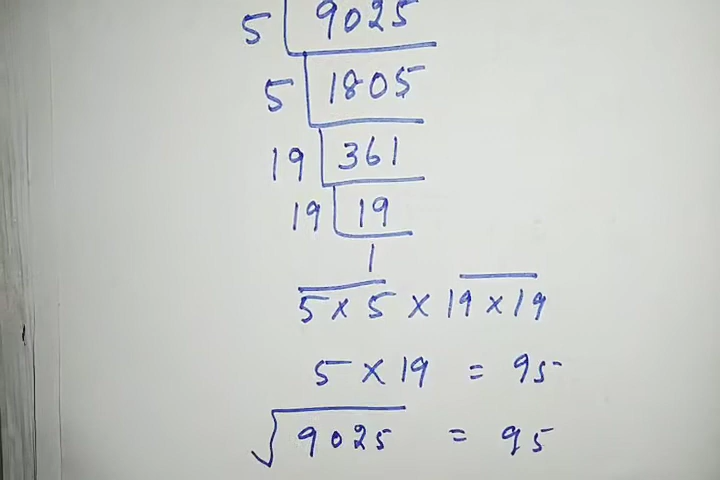 5 9025
5 1805
19 361
19 19
1
5 × 5 × 19 × 19
5 × 19 = 95
√9025 = 95